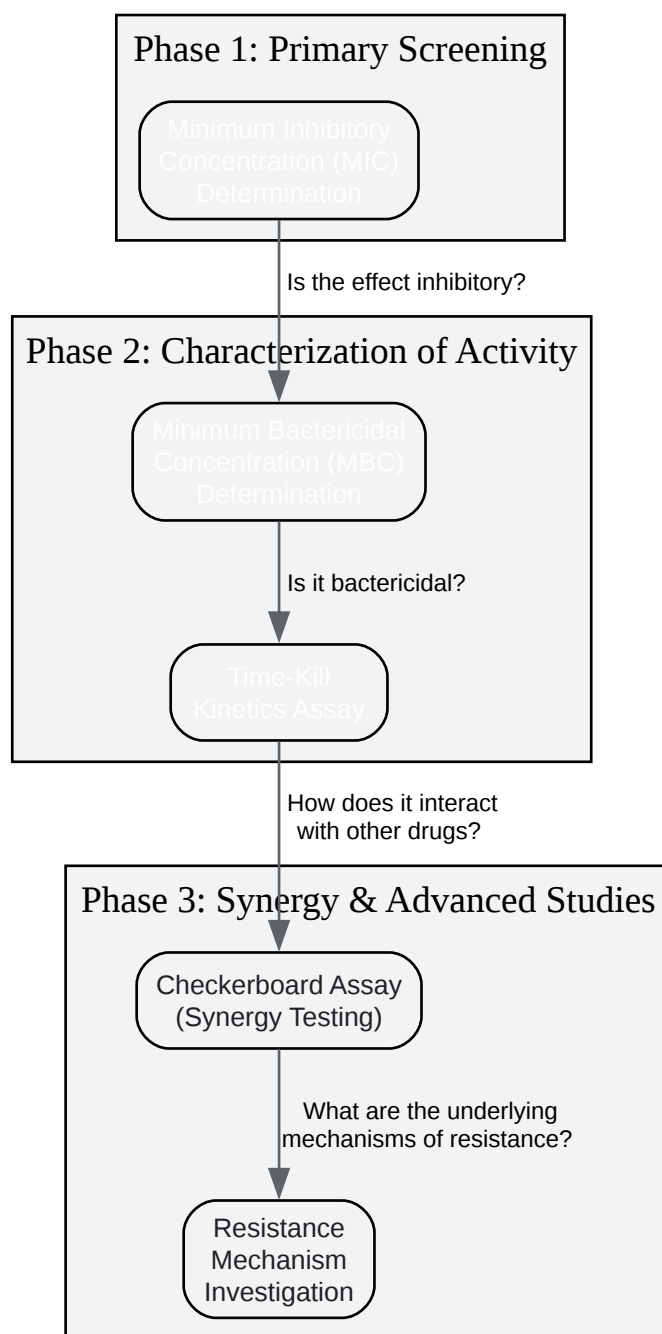 Phase 1: Primary Screening
Minimum Inhibitory
Concentration (MIC)
Determination
Is the effect inhibitory?
Phase 2: Characterization of Activity
Minimum Bactericidal
Concentration (MBC)
Determination
Is it bactericidal?
Time-Kill
Kinetics Assay
How does it interact
with other drugs?
Phase 3: Synergy & Advanced Studies
Checkerboard Assay
(Synergy Testing)
What are the underlying
mechanisms of resistance?
Resistance
Mechanism
Investigation